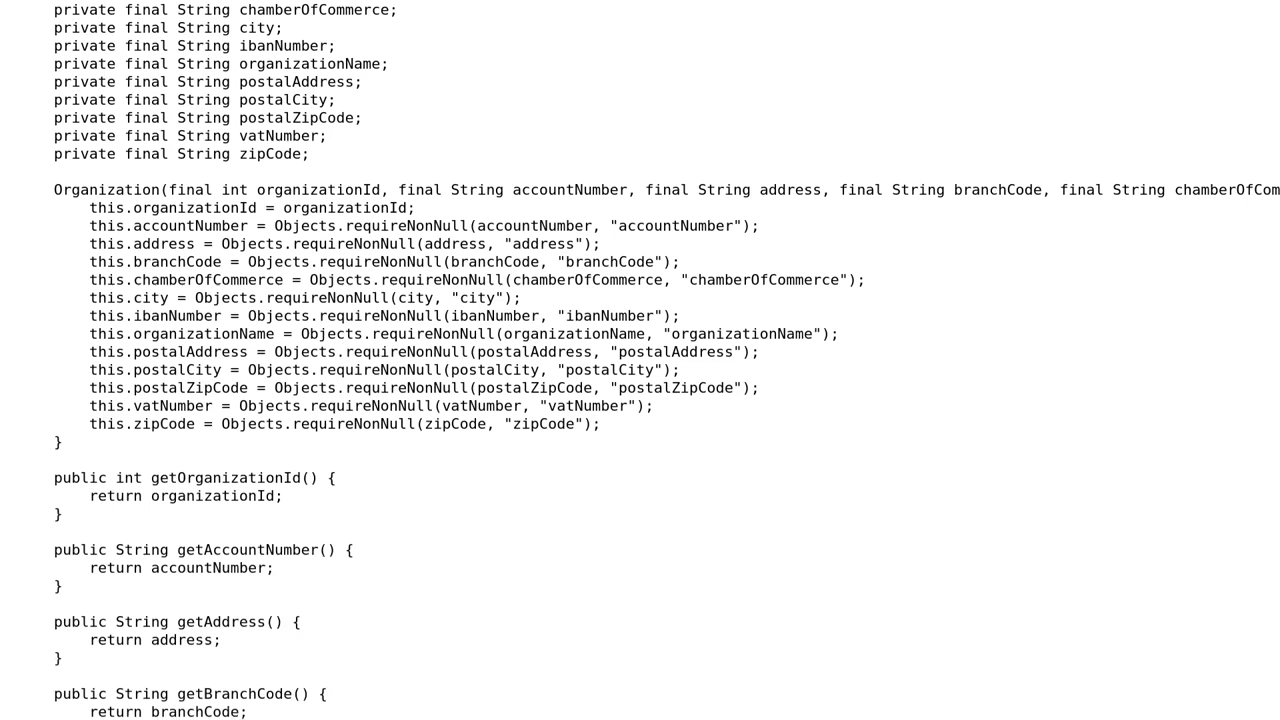 private final String chamberOfCommerce;
private final String city;
private final String ibanNumber;
private final String organizationName;
private final String postalAddress;
private final String postalCity;
private final String postalZipCode;
private final String vatNumber;
private final String zipCode;
Organization(final int organizationId, final String accountNumber, final String address, final String branchCode, final String chamberOfCom
this.organizationId = organizationId;
this.accountNumber = Objects.requireNonNull(accountNumber, "accountNumber");
this.address = Objects.requireNonNull(address, "address");
this.branchCode = Objects.requireNonNull(branchCode, "branchCode");
this.chamberOfCommerce = Objects.requireNonNull(chamberOfCommerce, "chamberOfCommerce");
this.city = Objects.requireNonNull(city, "city");
this.ibanNumber = Objects.requireNonNull(ibanNumber, "ibanNumber");
this.organizationName = Objects.requireNonNull(organizationName, "organizationName");
this.postalAddress = Objects.requireNonNull(postalAddress, "postalAddress");
this.postalCity = Objects.requireNonNull(postalCity, "postalCity");
this.postalZipCode = Objects.requireNonNull(postalZipCode, "postalZipCode");
this.vatNumber = Objects.requireNonNull(vatNumber, "vatNumber");
this.zipCode = Objects.requireNonNull(zipCode, "zipCode");
}
public int getOrganizationId() {
return organizationId;
}
public String getAccountNumber() {
return accountNumber;
}
public String getAddress() {
return address;
}
public String getBranchCode() {
return branchCode;